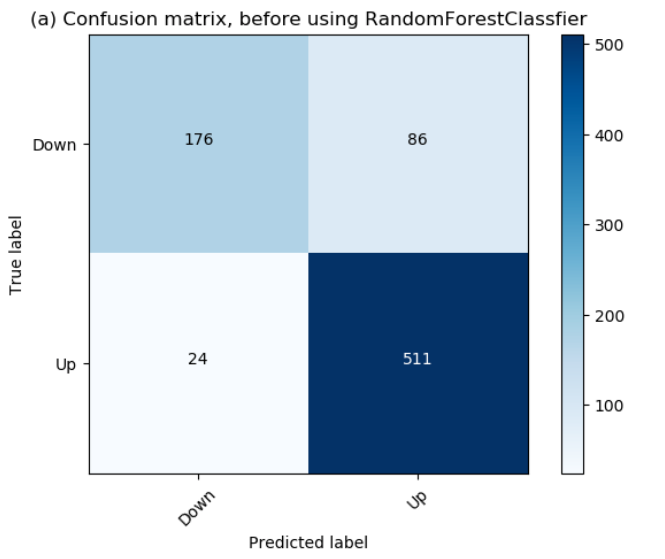 (a) Confusion matrix, before using RandomForestClassfier
500
Down
176
86
400
300
True label
200
Up
24
511
100
Down
Up
Predicted label